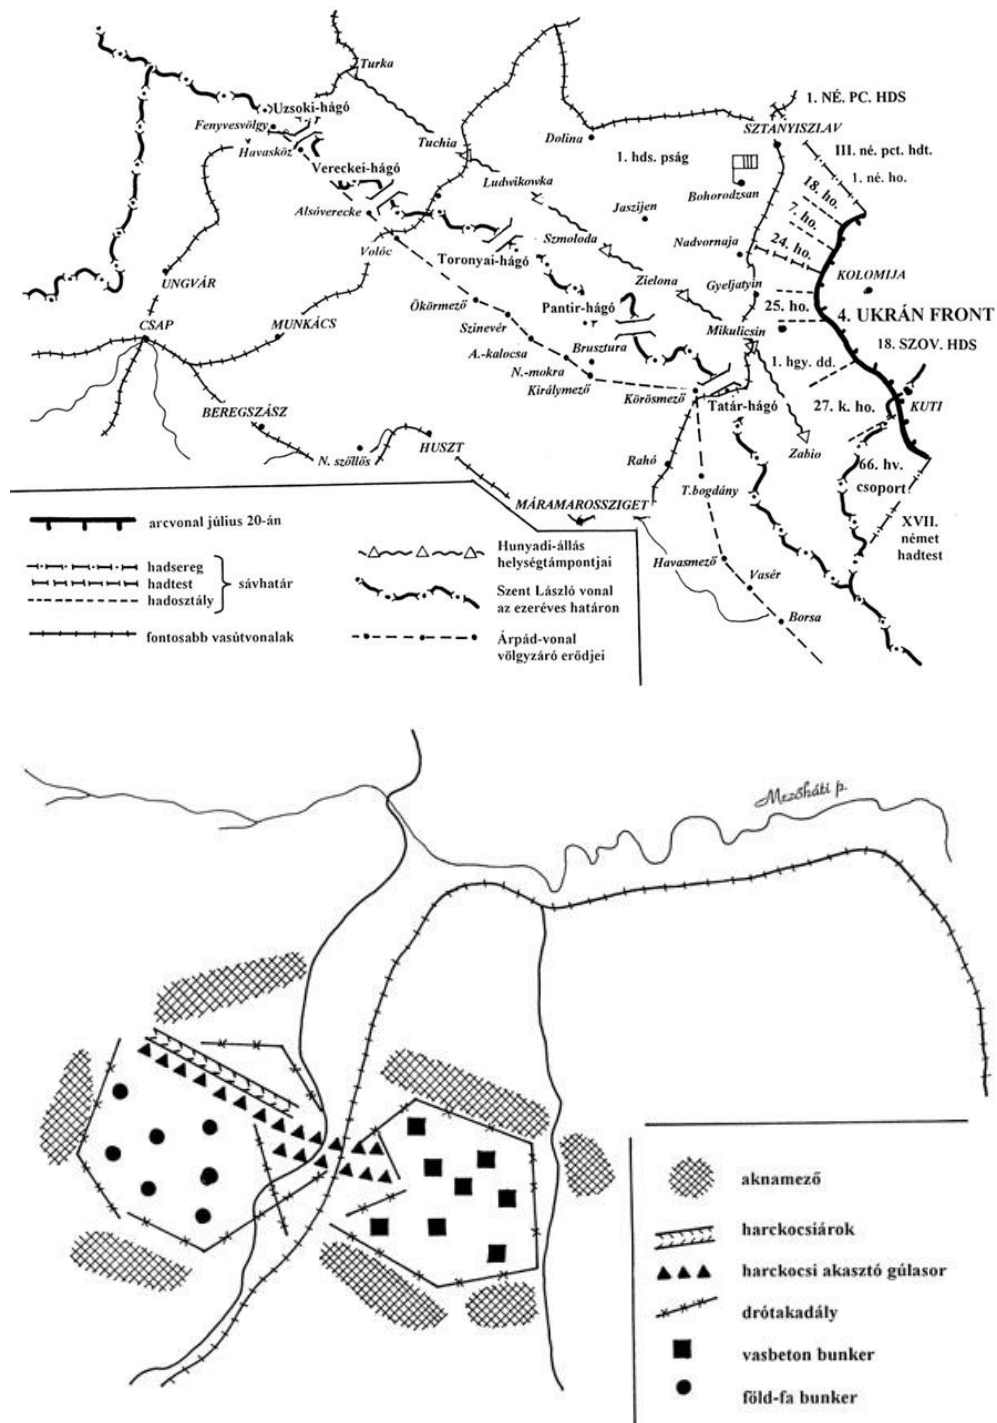 Turka
1. NÉ. PC. HDS
Uzsoki-hágó
Fenyvesvölgy
SZTANYISZLAV
Dolina
Tuchia
Havasköz
III. né. pct. hdt.
1. hds. pság
Vereckei-hágó
1. né. ho.
Ludwikowka
18. ho.
Bohorodzsan
7. ho.
Alsóverecke
Jaszijen
Szmoloda
Nadvornaja
24. ho.
Volóc
Toronyai-hágó
Zielona
KOLOMIJA
UNGVÁR
Gyeljatyin
Ökörmező
Pantir-hágó
25. ho.
4. UKRÁN FRONT
CSAP
MUNKÁCS
Szinevér
Mikulicsin
18. SZOV. HDS
A.-kalocsa
Brusztura
1. hgy. dd.
N.-mokra
Királymező
Körösmező
Tatár-hágó
27. k. ho.
KUTI
BEREGSZÁSZ
HUSZT
Zabio
N. szőllős
Rahó
66. hv.
csoport
T.bogdány
MÁRAMAROSSZIGET
XVII.
német
hadtest
Havasmező
Vasér
Borsa
arcvonal július 20-án
hadsereg
hadtest
hadosztály
sávhatár
fontosabb vasútvonalak
Hunyadi-állás
helységtámpontjai
Szent László vonal
az ezeréves határon
Árpád-vonal
völgyzáró erődjei
Mezőháti p.
aknamező
harckocsiárok
harckocsi akasztó gúlasor
drótakadály
vasbeton bunker
föld-fa bunker